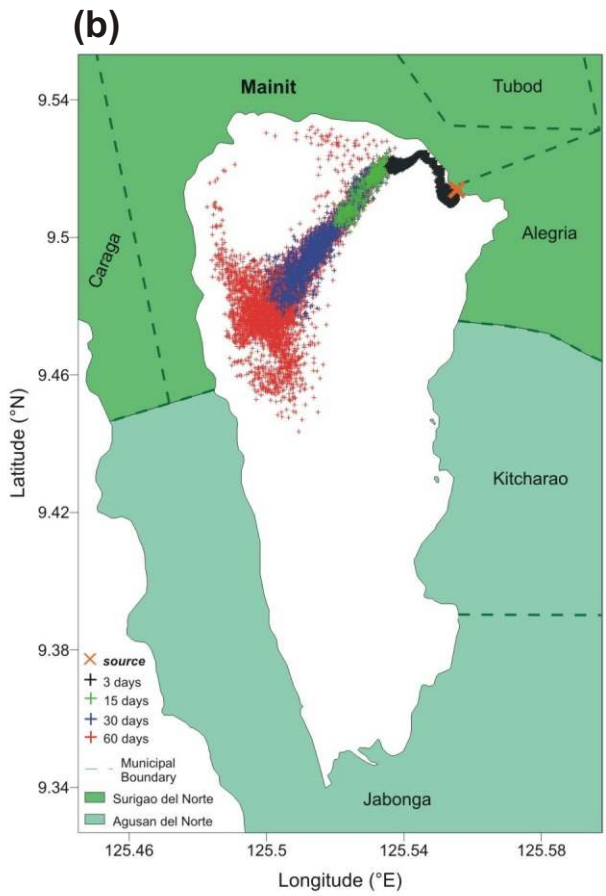 (b)
Mainit
Tubod
9.54
9.5
9.46
9.42
9.38
9.34
Latitude (°N)
Caraga
Alegria
Kitcharao
Jabonga
source
3 days
15 days
30 days
60 days
Municipal
Boundary
Surigao del Norte
Agusan del Norte
125.46
125.5
125.54
125.58
Longitude (°E)